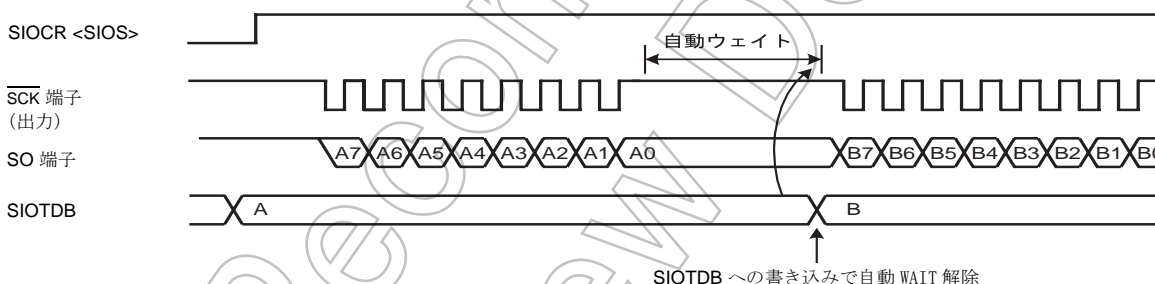 SIOCR <SIOS>
自動ウェイト
SCK 端子
(出力)
SO 端子
A7 A6 A5 A4 A3 A2 A1 A0 B7 B6 B5 B4 B3 B2 B1 B0
SIOTDB
A B
SIOTDB への書き込みで自動 WAIT 解除